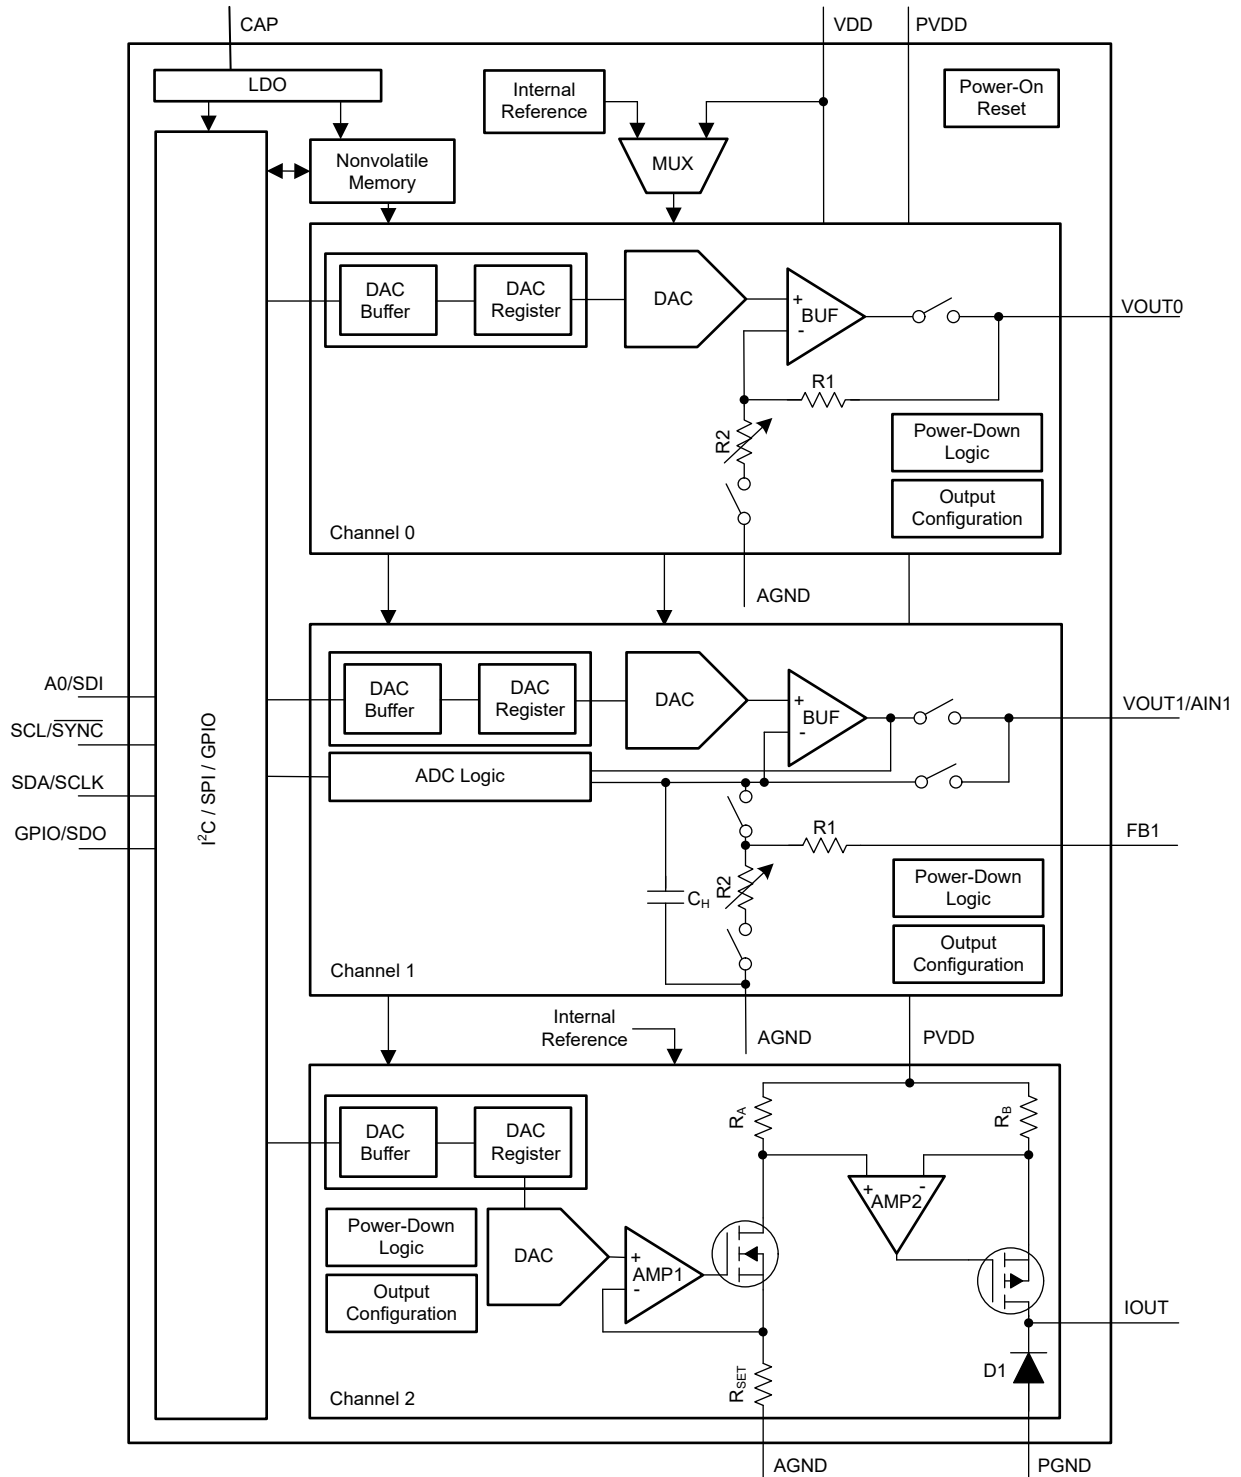 CAP
VDD
PVDD
LDO
Internal
Reference
Power-On
Reset
MUX
Nonvolatile
Memory
DAC
Buffer
DAC
Register
DAC
+
BUF
-
VOUT0
R1
R2
Power-Down
Logic
Output
Configuration
Channel 0
AGND
A0/SDI
SCL/SYNC
SDA/SCLK
GPIO/SDO
I²C / SPI / GPIO
DAC
Buffer
DAC
Register
DAC
+
BUF
-
VOUT1/AIN1
ADC Logic
R1
FB1
R2
CH
Power-Down
Logic
Output
Configuration
Channel 1
AGND
Internal
Reference
PVDD
DAC
Buffer
DAC
Register
RA
RB
+
-
AMP2
Power-Down
Logic
DAC
+
AMP1
-
Output
Configuration
IOUT
D1
RSET
Channel 2
AGND
PGND